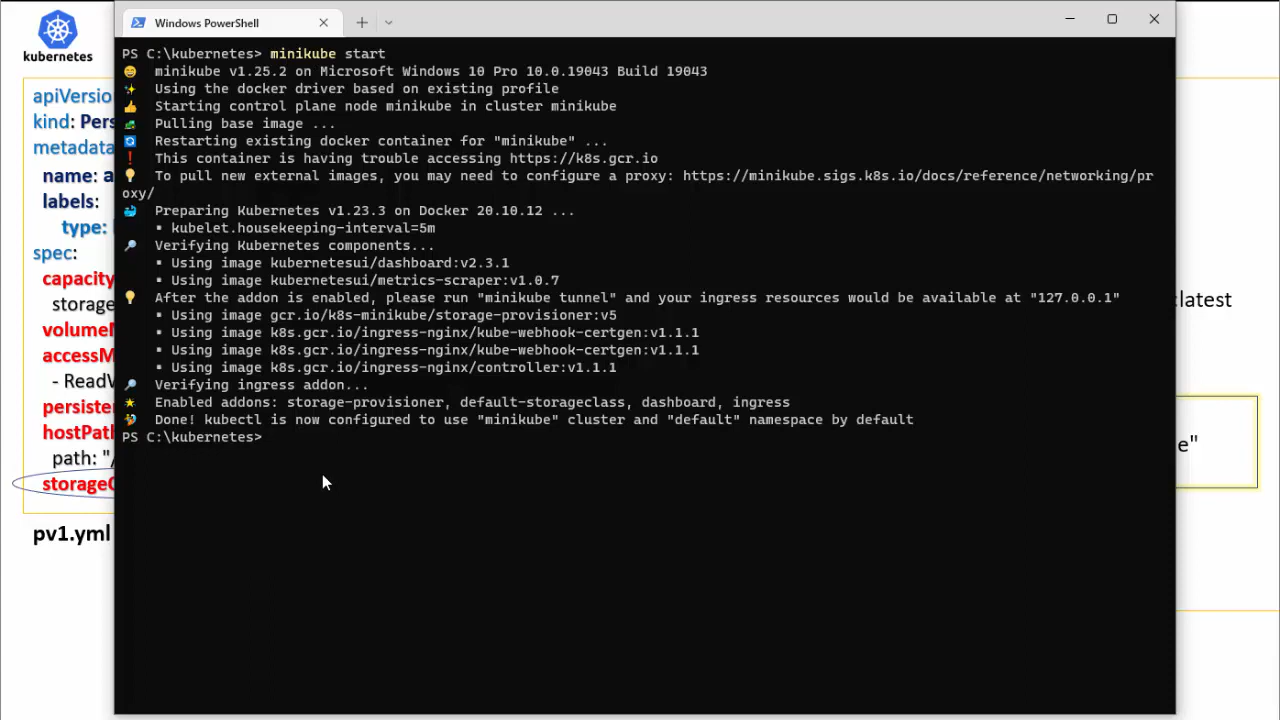 Windows PowerShell
kubernetes
PS C:\kubernetes> minikube start
minikube v1.25.2 on Microsoft Windows 10 Pro 10.0.19043 Build 19043
Using the docker driver based on existing profile
Starting control plane node minikube in cluster minikube
Pulling base image ...
Restarting existing docker container for "minikube" ...
This container is having trouble accessing https://k8s.gcr.io
To pull new external images, you may need to configure a proxy: https://minikube.sigs.k8s.io/docs/reference/networking/pr
oxy/
Preparing Kubernetes v1.23.3 on Docker 20.10.12 ...
▪ kubelet.housekeeping-interval=5m
Verifying Kubernetes components...
▪ Using image kubernetesui/dashboard:v2.3.1
▪ Using image kubernetesui/metrics-scraper:v1.0.7
After the addon is enabled, please run "minikube tunnel" and your ingress resources would be available at "127.0.0.1"
▪ Using image gcr.io/k8s-minikube/storage-provisioner:v5
▪ Using image k8s.gcr.io/ingress-nginx/kube-webhook-certgen:v1.1.1
▪ Using image k8s.gcr.io/ingress-nginx/kube-webhook-certgen:v1.1.1
▪ Using image k8s.gcr.io/ingress-nginx/controller:v1.1.1
Verifying ingress addon...
Enabled addons: storage-provisioner, default-storageclass, dashboard, ingress
Done! kubectl is now configured to use "minikube" cluster and "default" namespace by default
PS C:\kubernetes>
apiVersio
kind: Pers
metadata
name: a
labels:
type:
spec:
capacity
storage
volumeM
accessM
- ReadW
persister
hostPath
path: "/
storageC
pv1.yml
:latest
e"